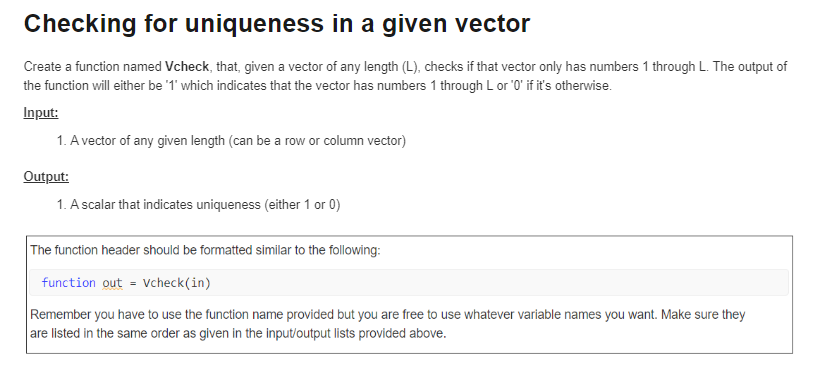 Checking for uniqueness in a given vector
Create a function named Vcheck, that, given a vector of any length (L), checks if that vector only has numbers 1 through L. The output of
the function will either be '1' which indicates that the vector has numbers 1 through L or '0' if it's otherwise.
Input:
1. A vector of any given length (can be a row or column vector)
Output:
1. A scalar that indicates uniqueness (either 1 or 0)
The function header should be formatted similar to the following:
function out = Vcheck(in)
Remember you have to use the function name provided but you are free to use whatever variable names you want. Make sure they
are listed in the same order as given in the input/output lists provided above.